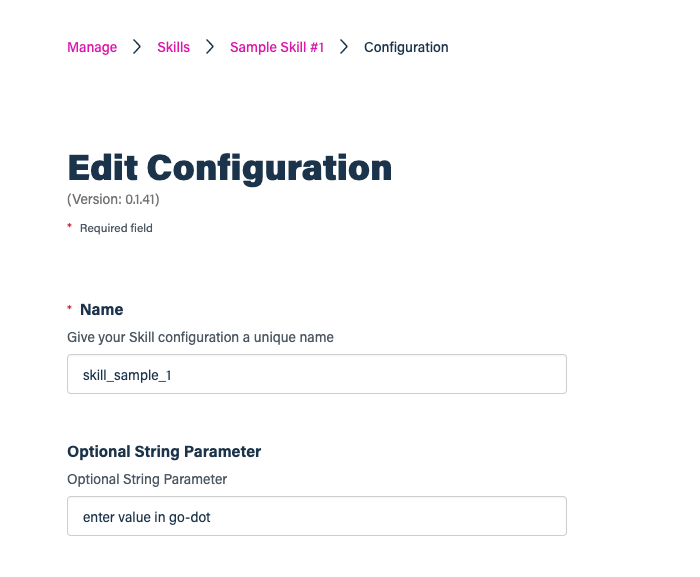 Manage > Skills > Sample Skill #1 > Configuration
Edit Configuration
(Version: 0.1.41)
* Required field
* Name
Give your Skill configuration a unique name
skill_sample_1
Optional String Parameter
Optional String Parameter
enter value in go-dot